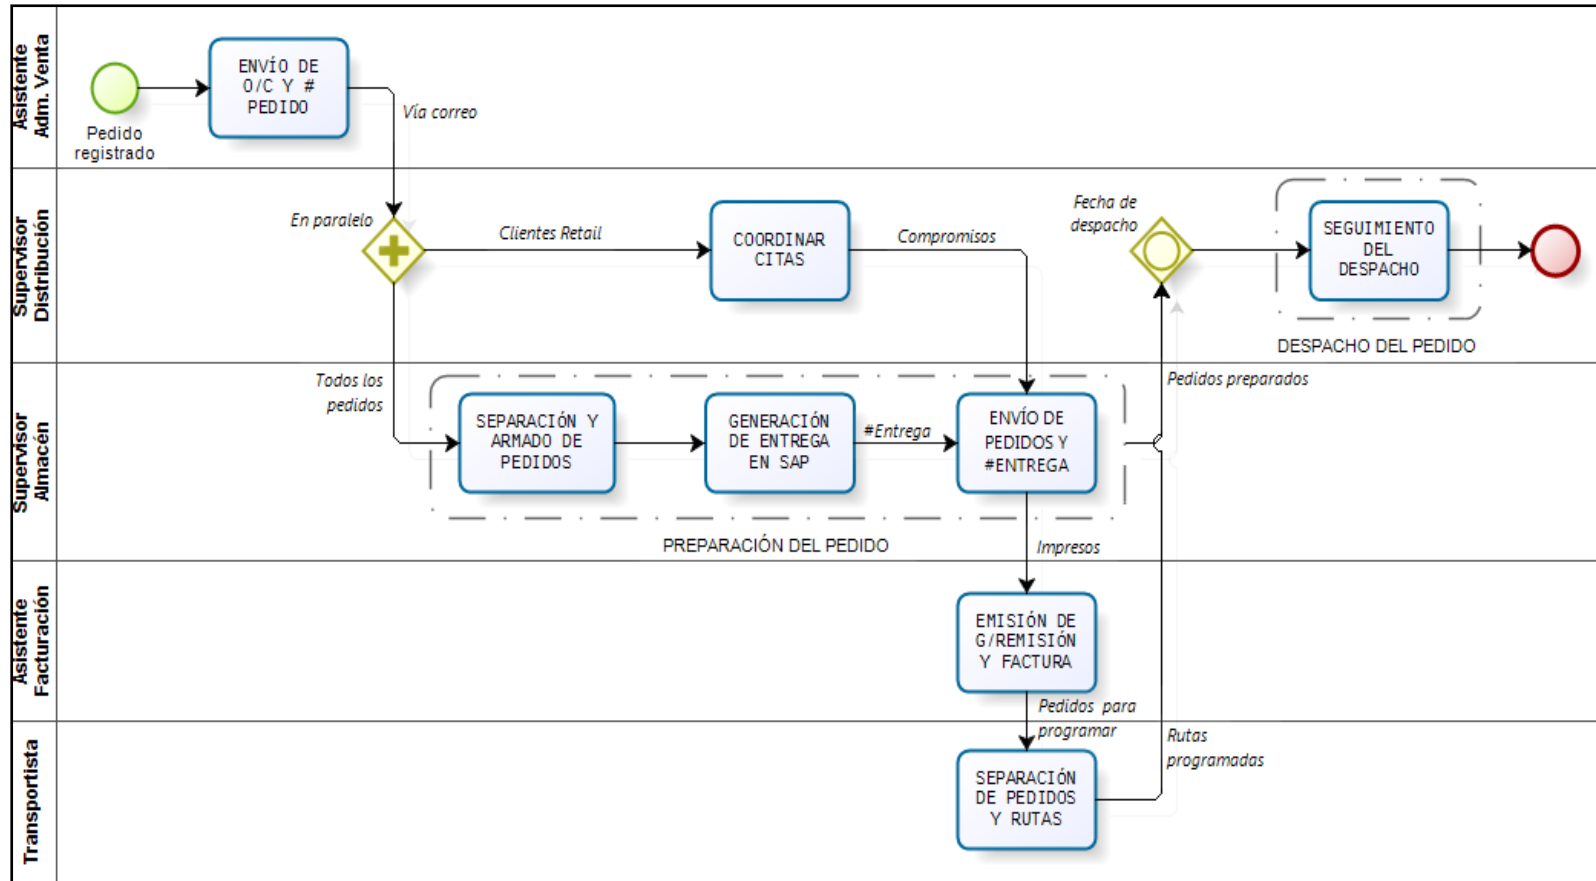 Asistente
Adm. Venta
ENVÍO DE
O/C Y #
PEDIDO
Pedido
registrado
Vía correo
Supervisor
Distribución
En paralelo
Clientes Retail
COORDINAR
CITAS
Compromisos
Fecha de
despacho
SEGUIMIENTO
DEL
DESPACHO
DESPACHO DEL PEDIDO
Supervisor
Almacén
Todos los
pedidos
SEPARACIÓN Y
ARMADO DE
PEDIDOS
GENERACIÓN
DE ENTREGA
EN SAP
#Entrega
ENVÍO DE
PEDIDOS Y
#ENTREGA
Pedidos preparados
PREPARACIÓN DEL PEDIDO
Impresos
Asistente
Facturación
EMISIÓN DE
G/REMISIÓN
Y FACTURA
Pedidos para
programar
Transportista
SEPARACIÓN
DE PEDIDOS
Y RUTAS
Rutas
programadas